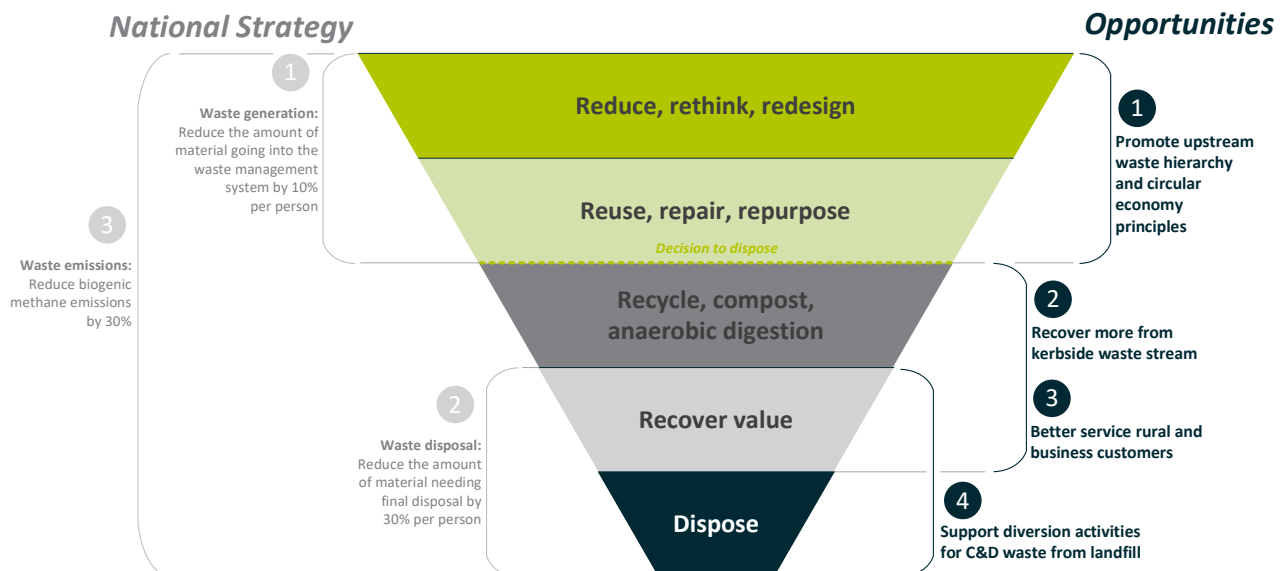 National Strategy
Opportunities
1
Waste generation:
Reduce the amount of
material going into the
waste management
system by 10%
per person
3
Waste emissions:
Reduce biogenic
methane emissions
by 30%
2
Waste disposal:
Reduce the amount
of material needing
final disposal by
30% per person
Reduce, rethink, redesign
Reuse, repair, repurpose
Decision to dispose
Recycle, compost,
anaerobic digestion
Recover value
Dispose
1
Promote upstream
waste hierarchy
and circular
economy
principles
2
Recover more from
kerbside waste stream
3
Better service rural and
business customers
4
Support diversion activities
for C&D waste from landfill